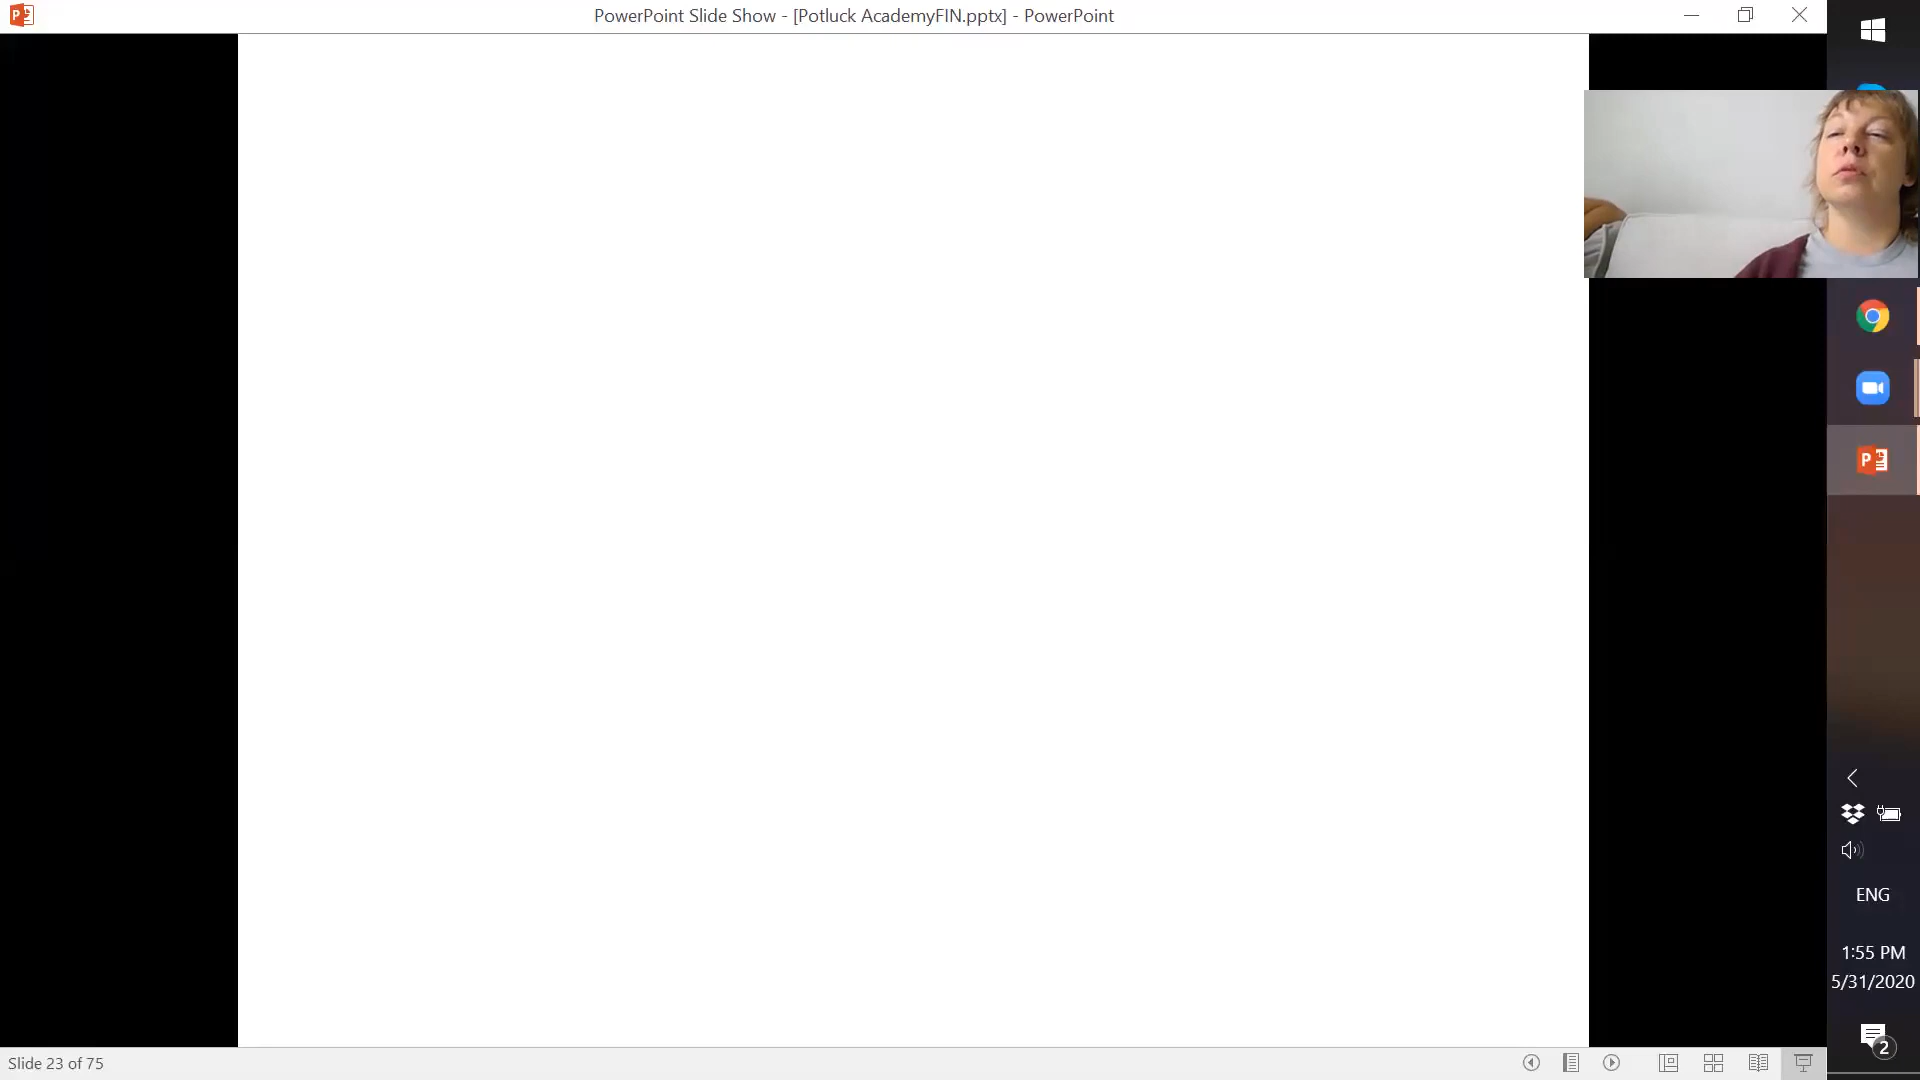 PowerPoint Slide Show - [Potluck AcademyFIN.pptx] - PowerPoint
ENG
1:55 PM
5/31/2020
2
Slide 23 of 75